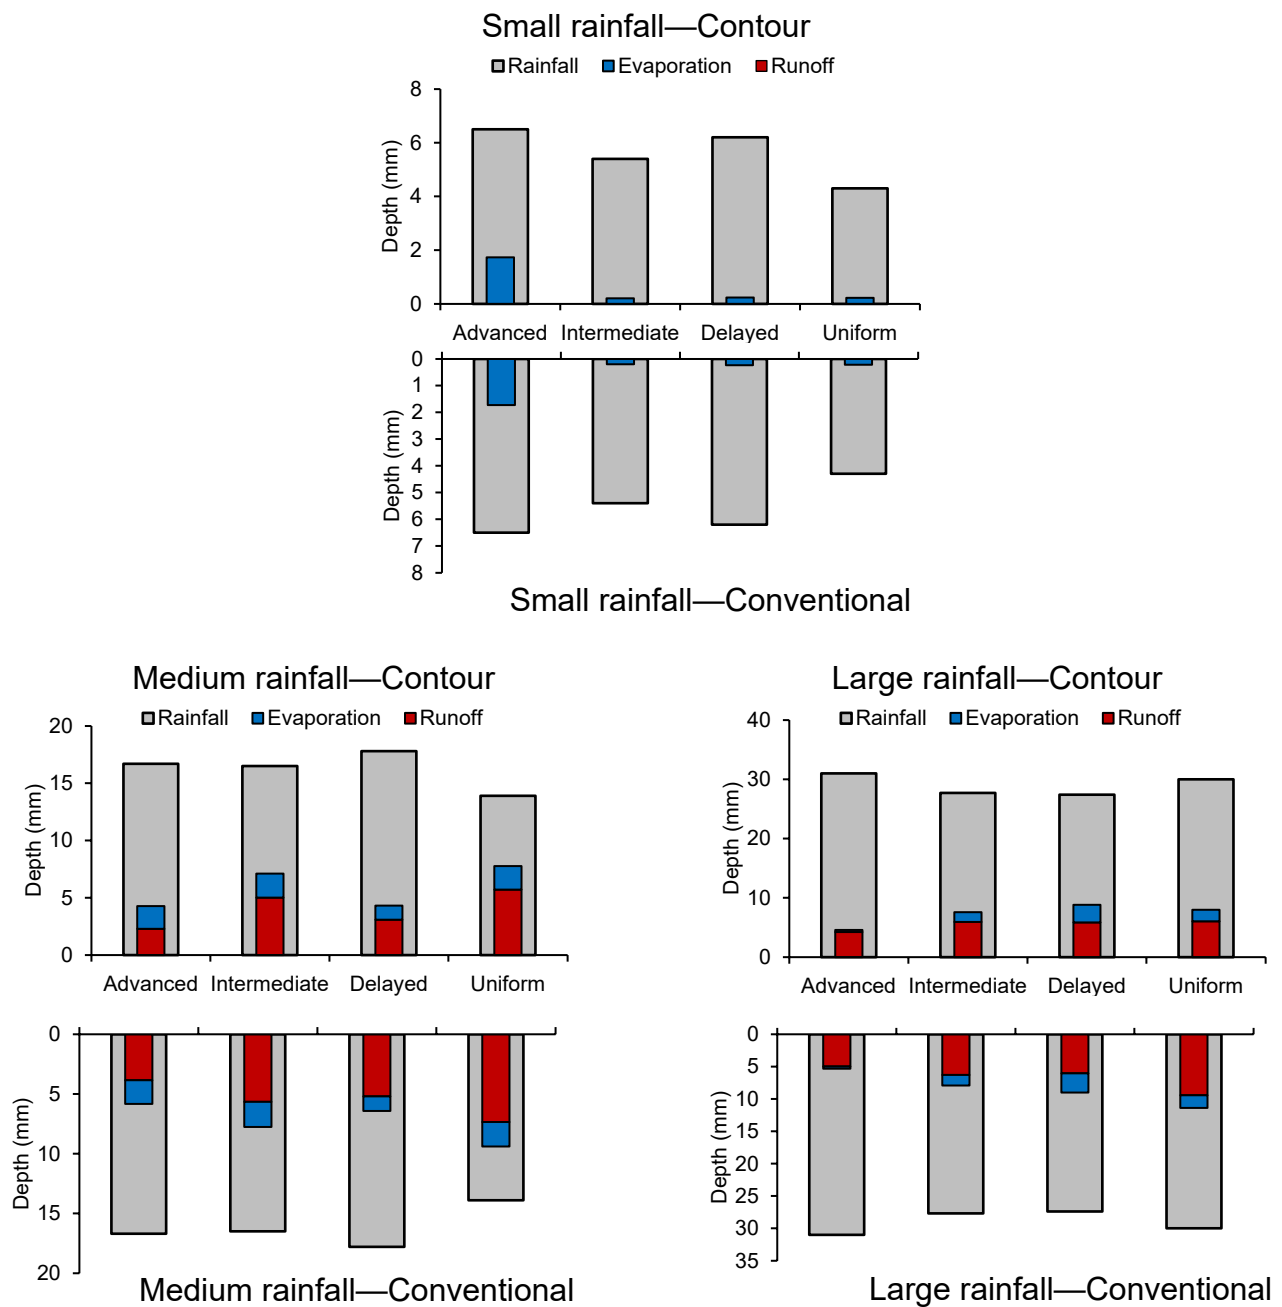 Small rainfall—Contour
Rainfall Evaporation Runoff
8
6
4
2
0
Depth (mm)
Advanced Intermediate Delayed Uniform
0
1
2
3
4
5
6
7
8
Depth (mm)
Small rainfall—Conventional
Medium rainfall—Contour
Rainfall Evaporation Runoff
20
15
10
5
0
Depth (mm)
Advanced Intermediate Delayed Uniform
0
5
10
15
20
Depth (mm)
Medium rainfall—Conventional
Large rainfall—Contour
Rainfall Evaporation Runoff
40
30
20
10
0
Depth (mm)
Advanced Intermediate Delayed Uniform
0
5
10
15
20
25
30
35
Depth (mm)
Large rainfall—Conventional